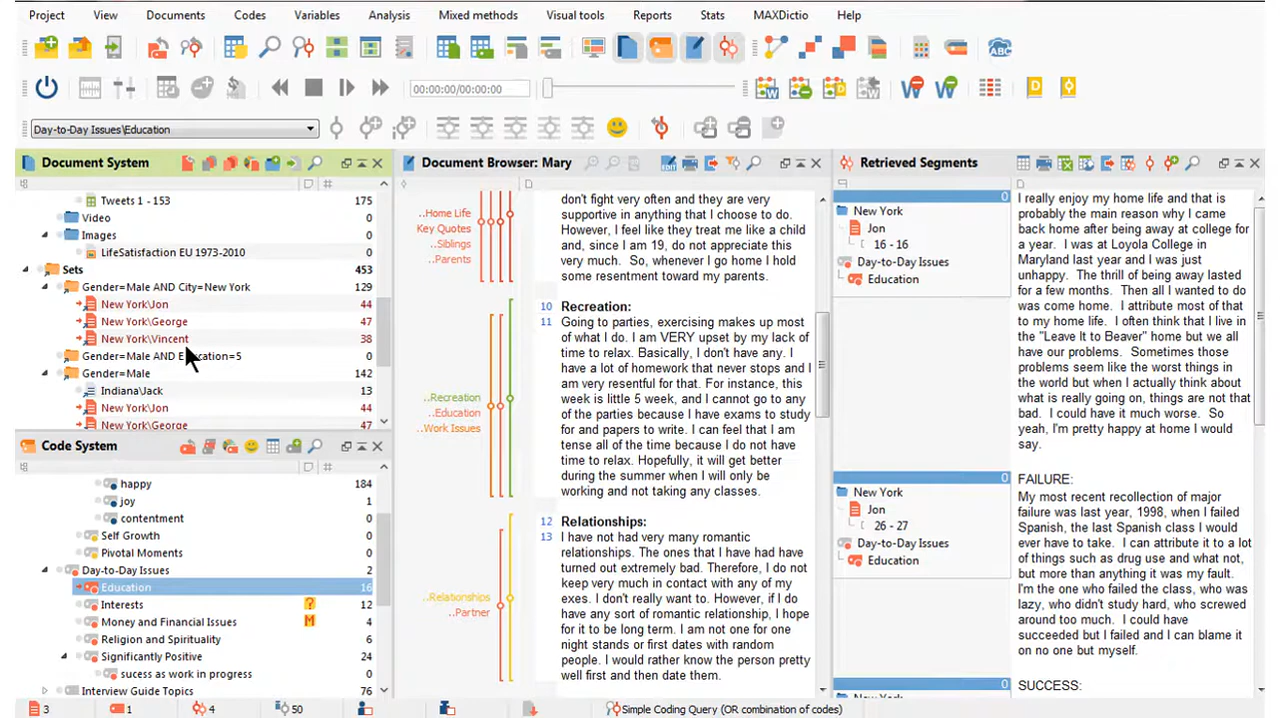 Project Views Documents Codes Variables Analysis Mixed methods Visual tools Reports Stats MAXDictio Help
00:00:00/00:00:00
Day-to-Day Issues\Education
Document System
Tweets 1 - 153 175
Video 0
Images 0
LifeSatisfaction EU 1973-2010 0
Sets 453
Gender=Male AND City=New York 129
New York\Jon 44
New York\George 47
New York\Vincent 38
Gender=Male AND E cation=5 0
Gender=Male 142
Indiana\Jack 13
New York\Jon 44
New York\George 47
Code System
happy 184
joy 1
contentment 0
Self Growth 0
Pivotal Moments 0
Day-to-Day Issues 2
Education 16
Interests ? 12
Money and Financial Issues M 4
Religion and Spirituality 6
Significantly Positive 24
sucess as work in progress 0
Interview Guide Topics 76
Document Browser: Mary
..Home Life
Key Quotes
..Siblings
..Parents
don't fight very often and they are
very
supportive in anything that I choose to do.
However, I feel like they treat me like a child
and, since I am 19, do not appreciate this
very much. So, whenever I go home I hold
some resentment toward my parents.
10 Recreation:
11 Going to parties, exercising makes up most
of what I do. I am VERY upset by my lack of
time to relax. Basically, I don't have any. I
have a lot of homework that never stops and I
am very resentful for that. For instance, this
week is little 5 week, and I cannot go to any
of the parties because I have exams to study
for and papers to write. I can feel that I am
tense all of the time because I do not have
time to relax. Hopefully, it will get better
during the summer when I will only be
working and not taking any classes.
..Recreation
..Education
..Work Issues
12 Relationships:
13 I have not had very many romantic
relationships. The ones that I have had have
turned out extremely bad. Therefore, I do not
keep very much in contact with any of my
exes. I don't really want to. However, if I do
have any sort of romantic relationship, I hope
for it to be long term. I am not one for one
night stands or first dates with random
people. I would rather know the person pretty
well first and then date them.
..Relationships
..Partner
Retrieved Segments
0
New York
Jon
16 - 16
Day-to-Day Issues
Education
I really enjoy my home life and that is
probably the main reason why I came
back home after being away at college for
a year. I was at Loyola College in
Maryland last year and I was just
unhappy. The thrill of being away lasted
for a few months. Then all I wanted to do
was come home. I attribute most of that
to my home life. I often think that I live in
the "Leave It to Beaver" home but we all
have our problems. Sometimes those
problems seem like the worst things in
the world but when I actually think about
what is really going on, things are not that
bad. I could have it much worse. So
yeah, I'm pretty happy at home I would
say.
0
New York
Jon
26 - 27
Day-to-Day Issues
Education
FAILURE:
My most recent recollection of major
failure was last year, 1998, when I failed
Spanish, the last Spanish class I would
ever have to take. I can attribute it to a lot
of things such as drug use and what not,
but more than anything it was my fault.
I'm the one who failed the class, who was
lazy, who didn't study hard, who screwed
around too much. I could have
succeeded but I failed and I can blame it
on no one but myself.
0
SUCCESS:
3 1 4 50 Simple Coding Query (OR combination of codes)